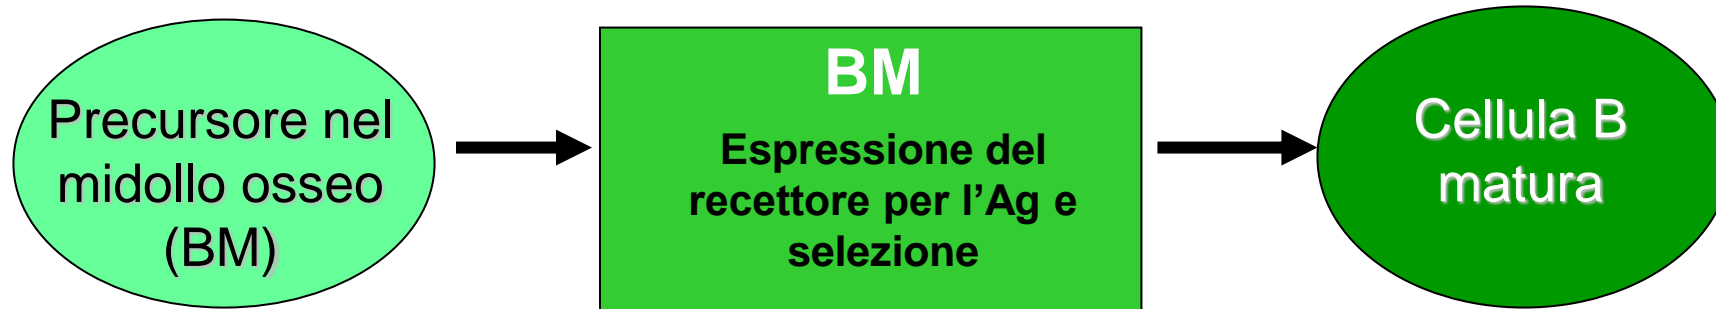 Precursore nel
midollo osseo
(BM)
BM
Espressione del
recettore per l’Ag e
selezione
Cellula B
matura